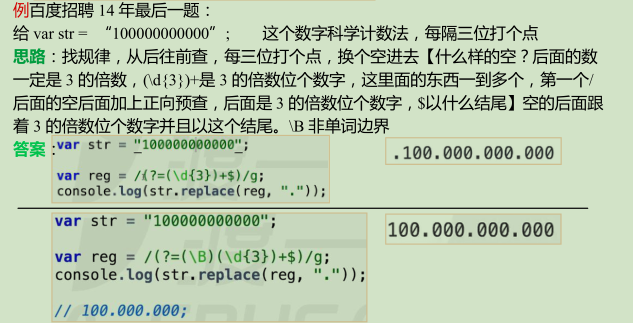 例百度招聘 14 年最后一题：
给 var str = “100000000000”; 这个数字科学计数法，每隔三位打个点
思路：找规律，从后往前查，每三位打个点，换个空进去【什么样的空？后面的数
一定是 3 的倍数，(\d{3})+是 3 的倍数位个数字，这里面的东西一到多个，第一个/
后面的空后面加上正向预查，后面是 3 的倍数位个数字，$以什么结尾】空的后面跟
着 3 的倍数位个数字并且以这个结尾。\B 非单词边界
答案：var str = "100000000000";
var reg = /(?=(\d{3})+$)/g;
console.log(str.replace(reg, "."));
.100.000.000.000
var str = "100000000000";
var reg = /(?=(\B)(\d{3})+$)/g;
console.log(str.replace(reg, "."));
// 100.000.000;
100.000.000.000